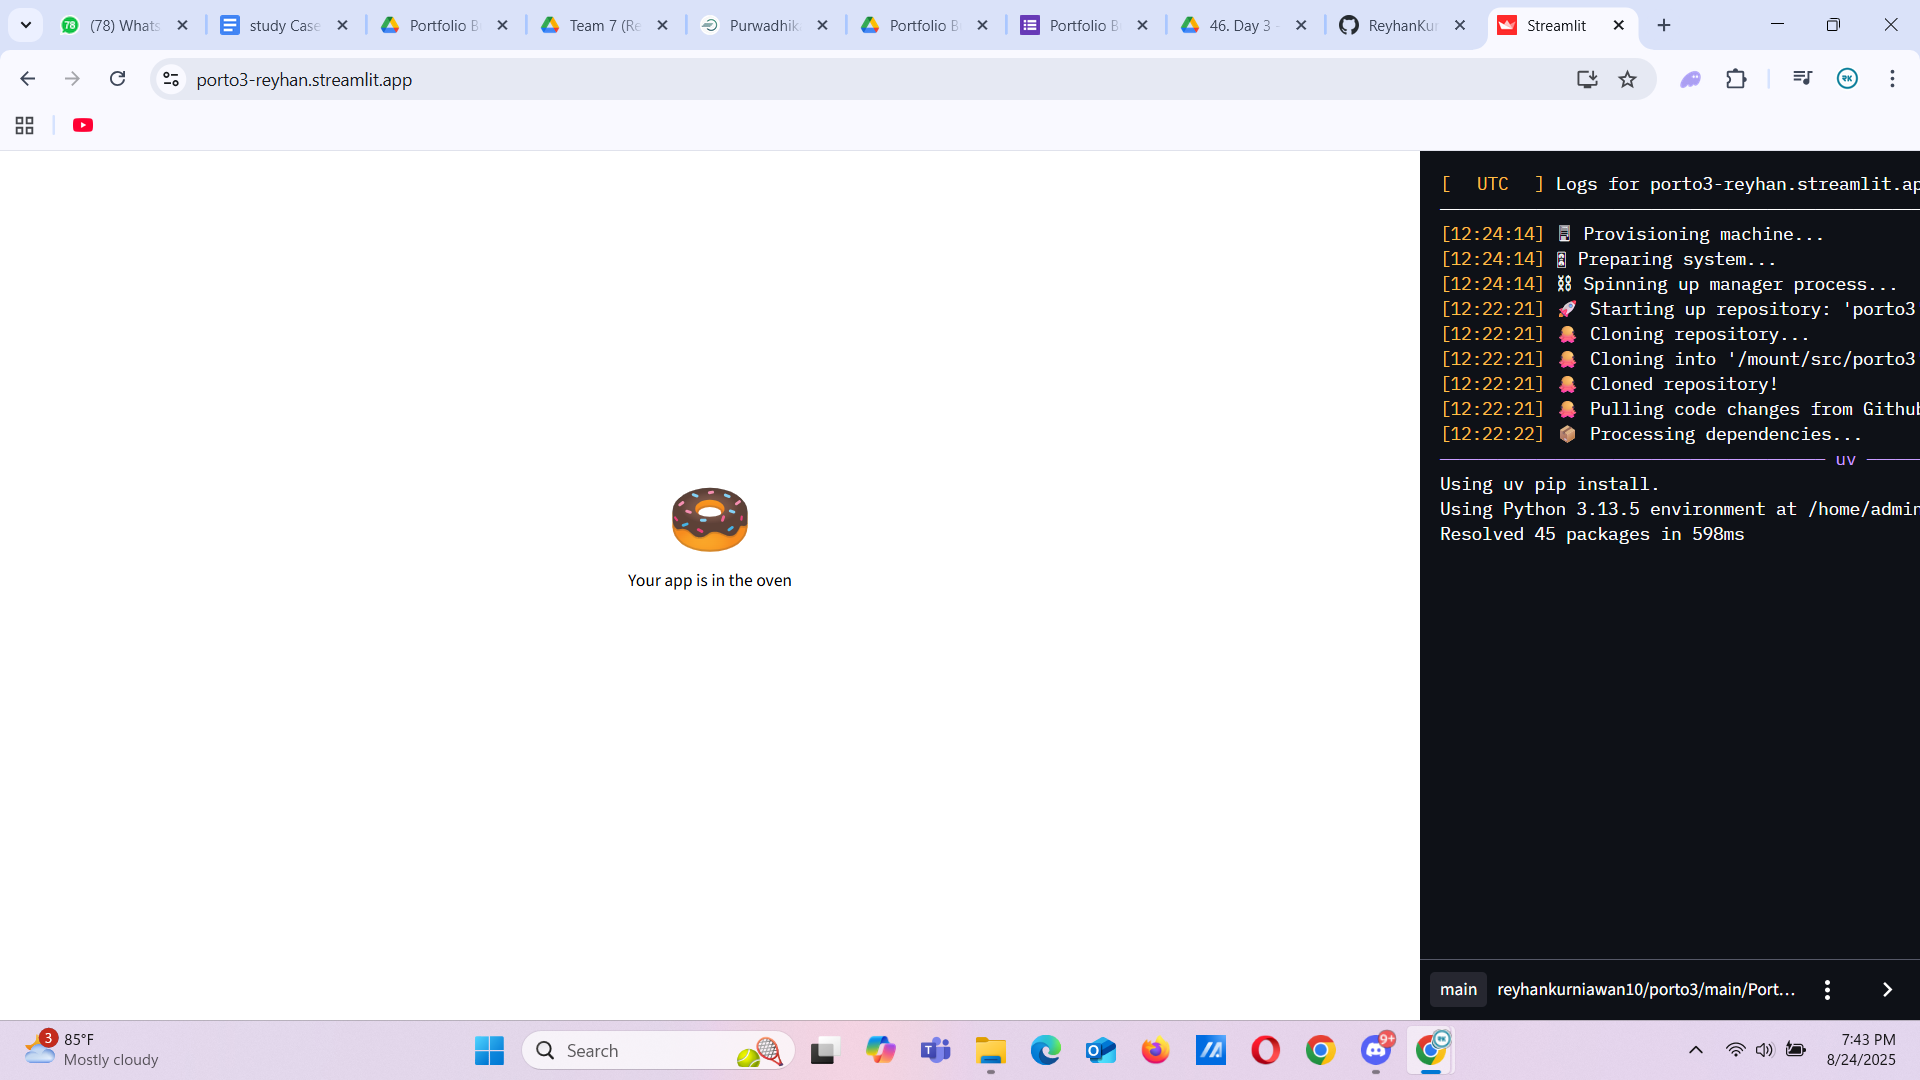 (78) Whats
study Case
Portfolio B
Team 7 (Re
Purwadhik
Portfolio B
Portfolio B
46. Day 3 -
ReyhanKur
Streamlit
porto3-reyhan.streamlit.app
RK
[ UTC ] Logs for porto3-reyhan.streamlit.ap
[12:24:14] Provisioning machine...
[12:24:14] Preparing system...
[12:24:14] Spinning up manager process...
[12:22:21] Starting up repository: 'porto3
[12:22:21] Cloning repository...
[12:22:21] Cloning into '/mount/src/porto3
[12:22:21] Cloned repository!
[12:22:21] Pulling code changes from Github
[12:22:22] Processing dependencies...
uv
Using uv pip install.
Using Python 3.13.5 environment at /home/admin
Resolved 45 packages in 598ms
Your app is in the oven
main reyhankurniawan10/porto3/main/Port...
3
85°F
Mostly cloudy
Search
9+
7:43 PM
8/24/2025